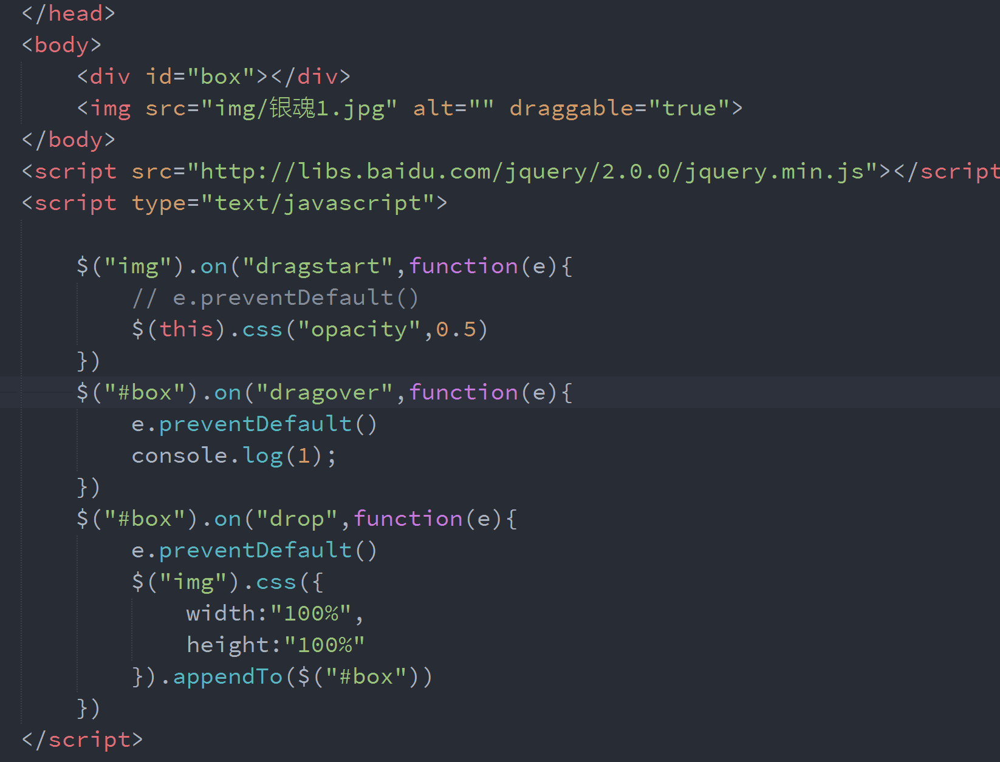 </head>
<body>
    <div id="box"></div>
    <img src="img/银魂1.jpg" alt="" draggable="true">
</body>
<script src="http://libs.baidu.com/jquery/2.0.0/jquery.min.js"></script
<script type="text/javascript">

    $("img").on("dragstart",function(e){
        // e.preventDefault()
        $(this).css("opacity",0.5)
    })
    $("#box").on("dragover",function(e){
        e.preventDefault()
        console.log(1);
    })
    $("#box").on("drop",function(e){
        e.preventDefault()
        $("img").css({
            width:"100%",
            height:"100%"
        }).appendTo($("#box"))
    })
</script>